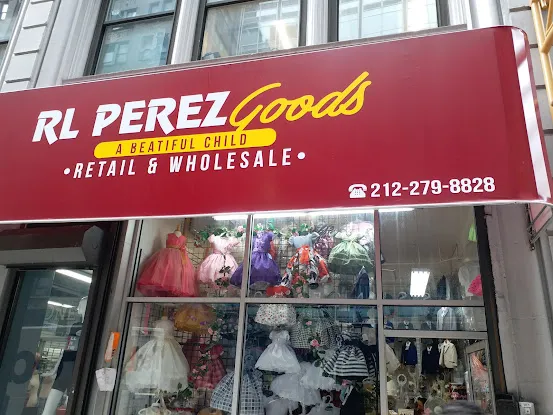 RL PEREZ Goods
A BEATIFUL CHILD
•RETAIL & WHOLESALE•
☎ 212-279-8828